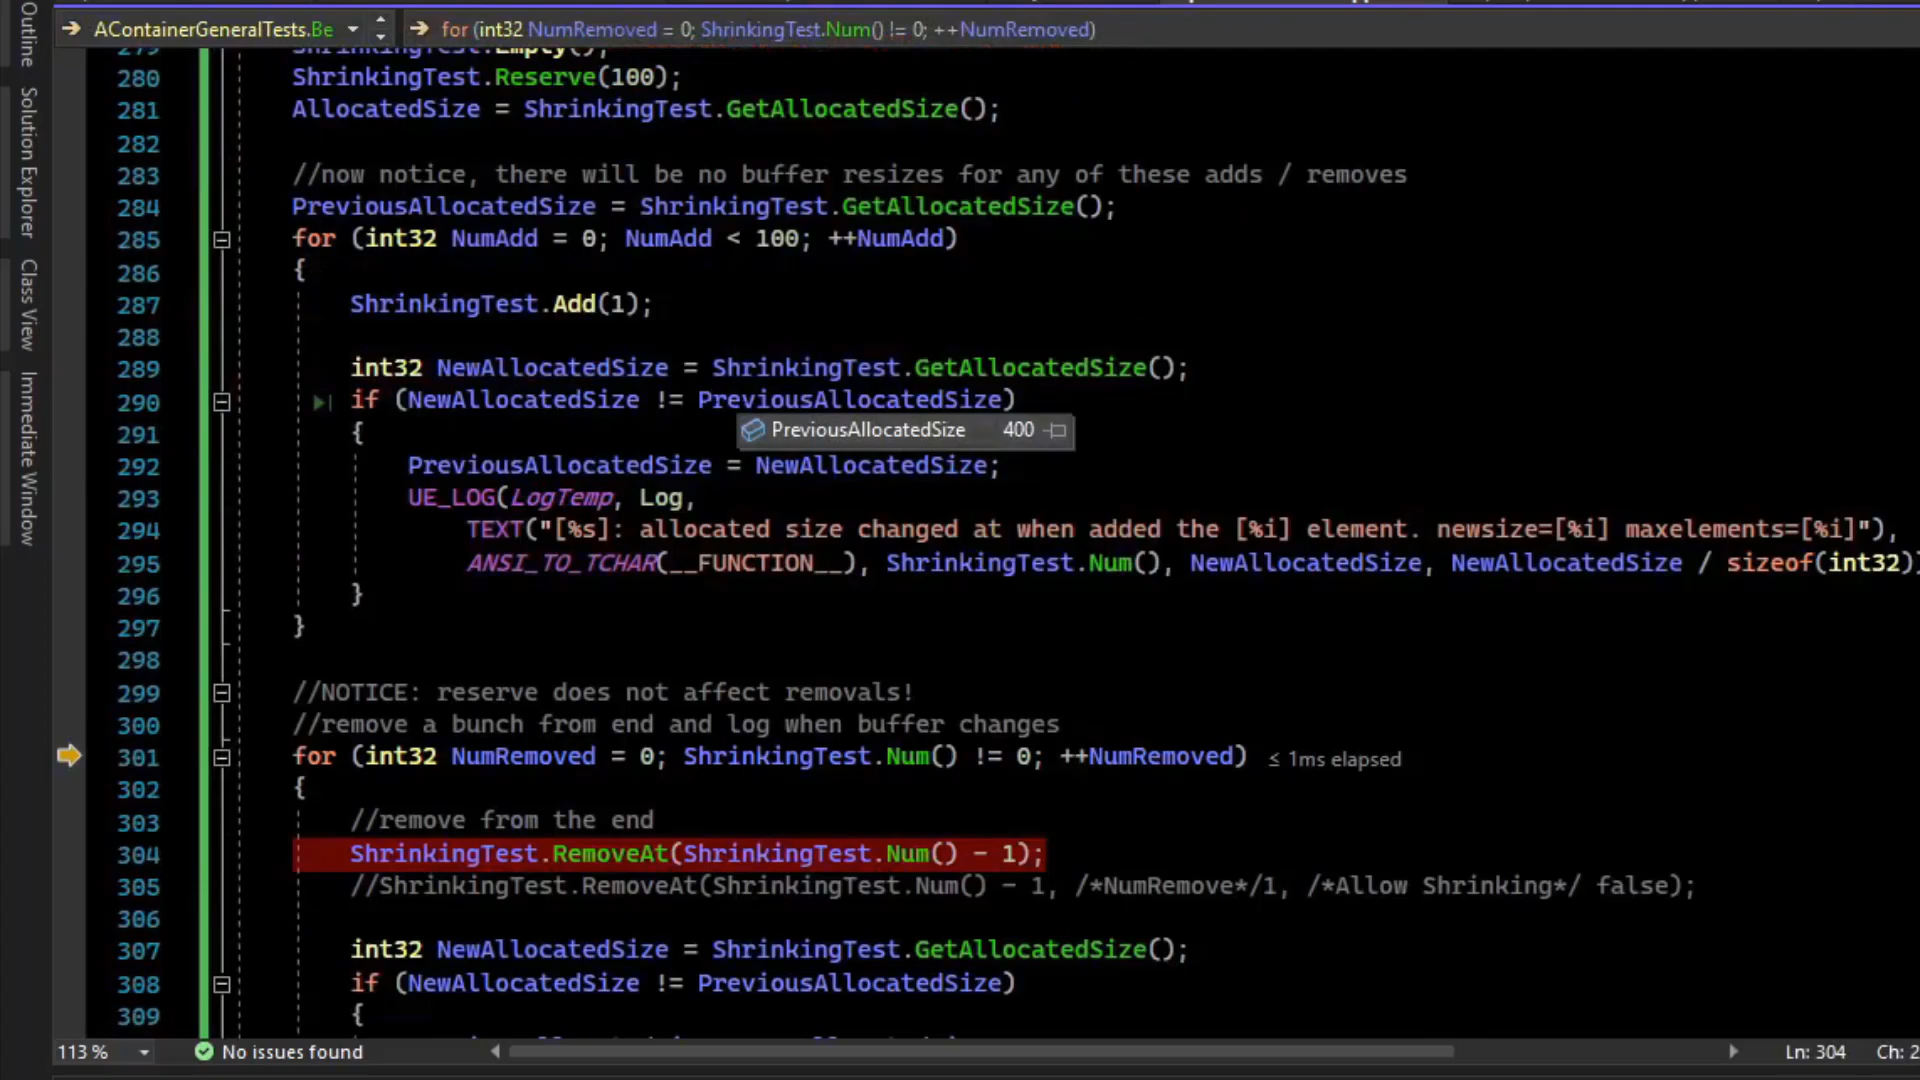 AContainerGeneralTests.Be
for (int32 NumRemoved = 0; ShrinkingTest.Num() != 0; ++NumRemoved)
Outline
Solution Explorer
Class View
Immediate Window
279 ShrinkingTest.Empty();
280 ShrinkingTest.Reserve(100);
281 AllocatedSize = ShrinkingTest.GetAllocatedSize();
282
283 //now notice, there will be no buffer resizes for any of these adds / removes
284 PreviousAllocatedSize = ShrinkingTest.GetAllocatedSize();
285 for (int32 NumAdd = 0; NumAdd < 100; ++NumAdd)
286 {
287 ShrinkingTest.Add(1);
288
289 int32 NewAllocatedSize = ShrinkingTest.GetAllocatedSize();
290 if (NewAllocatedSize != PreviousAllocatedSize)
291 {
PreviousAllocatedSize 400
292 PreviousAllocatedSize = NewAllocatedSize;
293 UE_LOG(LogTemp, Log,
294 TEXT("[%s]: allocated size changed at when added the [%i] element. newsize=[%i] maxelements=[%i]"),
295 ANSI_TO_TCHAR(__FUNCTION__), ShrinkingTest.Num(), NewAllocatedSize, NewAllocatedSize / sizeof(int32))
296 }
297 }
298
299 //NOTICE: reserve does not affect removals!
300 //remove a bunch from end and log when buffer changes
301 for (int32 NumRemoved = 0; ShrinkingTest.Num() != 0; ++NumRemoved) ≤ 1ms elapsed
302 {
303 //remove from the end
304 ShrinkingTest.RemoveAt(ShrinkingTest.Num() - 1);
305 //ShrinkingTest.RemoveAt(ShrinkingTest.Num() - 1, /*NumRemove*/1, /*Allow Shrinking*/ false);
306
307 int32 NewAllocatedSize = ShrinkingTest.GetAllocatedSize();
308 if (NewAllocatedSize != PreviousAllocatedSize)
309 {
113 % No issues found Ln: 304 Ch: 2